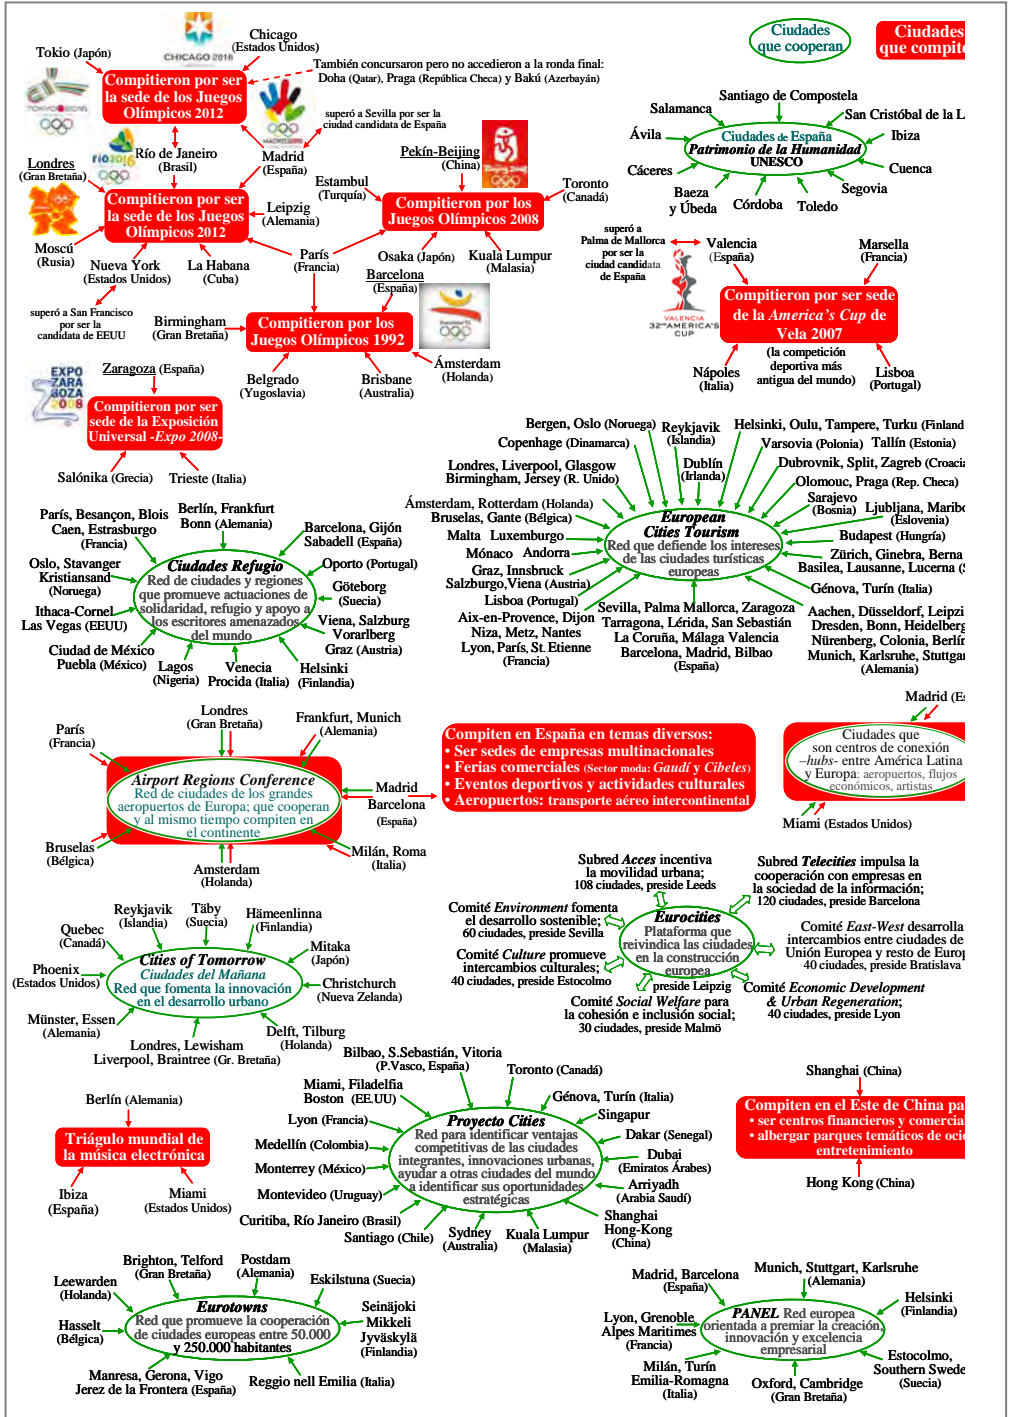 Ciudades
que cooperan
Ciudades
que compite
Tokio (Japón)
CHICAGO 2016
Chicago
(Estados Unidos)
TOKYO 2016
Compitieron por ser
la sede de los Juegos
Olímpicos 2012
También concursaron pero no accedieron a la ronda final:
Doha (Qatar), Praga (República Checa) y Bakú (Azerbayán)
superó a Sevilla por ser la
ciudad candidata de España
rio2016
Río de Janeiro
(Brasil)
Madrid
(España)
Londres
(Gran Bretaña)
Compitieron por ser
la sede de los Juegos
Olímpicos 2012
Leipzig
(Alemania)
Moscú
(Rusia)
Nueva York
(Estados Unidos)
La Habana
(Cuba)
París
(Francia)
superó a San Francisco
por ser la
candidata de EEUU
Pekín-Beijing
(China)
Estambul
(Turquía)
Toronto
(Canadá)
Compitieron por los
Juegos Olímpicos 2008
Osaka (Japón)
Kuala Lumpur
(Malasia)
Barcelona
(España)
Birmingham
(Gran Bretaña)
Compitieron por los
Juegos Olímpicos 1992
Belgrado
(Yugoslavia)
Brisbane
(Australia)
Ámsterdam
(Holanda)
Santiago de Compostela
Salamanca
San Cristóbal de la L
Ávila
Ibiza
Ciudades de España
Patrimonio de la Humanidad
UNESCO
Cáceres
Cuenca
Baeza
y Úbeda
Córdoba
Toledo
Segovia
superó a
Palma de Mallorca
por ser la
ciudad candidata
de España
Valencia
(España)
Marsella
(Francia)
VALENCIA
32nd AMERICA'S
CUP
Compitieron por ser sede
de la America's Cup de
Vela 2007
Nápoles
(Italia)
(la competición
deportiva más
antigua del mundo)
Lisboa
(Portugal)
EXPO
ZARA
GOZA
2008
Zaragoza (España)
Compitieron por ser
sede de la Exposición
Universal -Expo 2008-
Salónika (Grecia)
Trieste (Italia)
París, Besançon, Blois
Caen, Estrasburgo
(Francia)
Berlín, Frankfurt
Bonn (Alemania)
Barcelona, Gijón
Sabadell (España)
Oslo, Stavanger
Kristiansand
(Noruega)
Oporto (Portugal)
Ciudades Refugio
Red de ciudades y regiones
que promueve actuaciones de
solidaridad, refugio y apoyo a
los escritores amenazados
del mundo
Göteborg
(Suecia)
Ithaca-Cornel
Las Vegas (EEUU)
Viena, Salzburg
Vorarlberg
Graz (Austria)
Ciudad de México
Puebla (México)
Lagos
(Nigeria)
Venecia
Procida (Italia)
Helsinki
(Finlandia)
Bergen, Oslo (Noruega)
Reykjavik
(Islandia)
Helsinki, Oulu, Tampere, Turku (Finland
Copenhage (Dinamarca)
Varsovia (Polonia)
Tallín (Estonia)
Londres, Liverpool, Glasgow
Birmingham, Jersey (R. Unido)
Dublín
(Irlanda)
Dubrovnik, Split, Zagreb (Croacia
Olomouc, Praga (Rep. Checa)
Ámsterdam, Rotterdam (Holanda)
Sarajevo
(Bosnia)
Ljubljana, Maribo
(Eslovenia)
Bruselas, Gante (Bélgica)
European
Cities Tourism
Red que defiende los intereses
de las ciudades turísticas
europeas
Malta Luxemburgo
Budapest (Hungría)
Mónaco Andorra
Zürich, Ginebra, Berna
Basilea, Lausanne, Lucerna (S
Graz, Innsbruck
Salzburgo,Viena (Austria)
Génova, Turín (Italia)
Lisboa (Portugal)
Aix-en-Provence, Dijon
Niza, Metz, Nantes
Lyon, París, St. Etienne
(Francia)
Sevilla, Palma Mallorca, Zaragoza
Tarragona, Lérida, San Sebastián
La Coruña, Málaga Valencia
Barcelona, Madrid, Bilbao
(España)
Aachen, Düsseldorf, Leipzi
Dresden, Bonn, Heidelberg
Nürenberg, Colonia, Berlín
Munich, Karlsruhe, Stuttgar
(Alemania)
París
(Francia)
Londres
(Gran Bretaña)
Frankfurt, Munich
(Alemania)
Airport Regions Conference
Red de ciudades de los grandes
aeropuertos de Europa; que cooperan
y al mismo tiempo compiten en
el continente
Madrid
Barcelona
(España)
Bruselas
(Bélgica)
Amsterdam
(Holanda)
Milán, Roma
(Italia)
Compiten en España en temas diversos:
• Ser sedes de empresas multinacionales
• Ferias comerciales (Sector moda: Gaudí y Cibeles)
• Eventos deportivos y actividades culturales
• Aeropuertos: transporte aéreo intercontinental
Madrid (Es
Ciudades que
son centros de conexión
–hubs- entre América Latina
y Europa: aeropuertos, flujos
económicos, artistas
Miami (Estados Unidos)
Reykjavik
(Islandia)
Täby
(Suecia)
Hämeenlinna
(Finlandia)
Quebec
(Canadá)
Mitaka
(Japón)
Cities of Tomorrow
Ciudades del Mañana
Red que fomenta la innovación
en el desarrollo urbano
Phoenix
(Estados Unidos)
Christchurch
(Nueva Zelanda)
Münster, Essen
(Alemania)
Londres, Lewisham
Liverpool, Braintree (Gr. Bretaña)
Delft, Tilburg
(Holanda)
Subred Acces incentiva
la movilidad urbana;
108 ciudades, preside Leeds
Subred Telecities impulsa la
cooperación con empresas en
la sociedad de la información;
120 ciudades, preside Barcelona
Comité Environment fomenta
el desarrollo sostenible;
60 ciudades, preside Sevilla
Eurocities
Plataforma que
reivindica las ciudades
en la construcción
europea
preside Leipzig
Comité East-West desarrolla
intercambios entre ciudades de
Unión Europea y resto de Europ
40 ciudades, preside Bratislava
Comité Culture promueve
intercambios culturales;
40 ciudades, preside Estocolmo
Comité Social Welfare para
la cohesión e inclusión social;
30 ciudades, preside Malmö
Comité Economic Development
& Urban Regeneration;
40 ciudades, preside Lyon
Berlín (Alemania)
Triágulo mundial de
la música electrónica
Ibiza
(España)
Miami
(Estados Unidos)
Bilbao, S.Sebastián, Vitoria
(P.Vasco, España)
Toronto (Canadá)
Miami, Filadelfia
Boston (EE.UU)
Génova, Turín (Italia)
Lyon (Francia)
Singapur
Proyecto Cities
Red para identificar ventajas
competitivas de las ciudades
integrantes, innovaciones urbanas,
ayudar a otras ciudades del mundo
a identificar sus oportunidades
estratégicas
Medellín (Colombia)
Dakar (Senegal)
Monterrey (México)
Dubai
(Emiratos Árabes)
Montevideo (Uruguay)
Arriyadh
(Arabia Saudí)
Curitiba, Río Janeiro (Brasil)
Santiago (Chile)
Sydney
(Australia)
Kuala Lumpur
(Malasia)
Shanghai
Hong-Kong
(China)
Shanghai (China)
Compiten en el Este de China pa
• ser centros financieros y comercia
• albergar parques temáticos de ocio
entretenimiento
Hong Kong (China)
Brighton, Telford
(Gran Bretaña)
Postdam
(Alemania)
Leewarden
(Holanda)
Eskilstuna (Suecia)
Eurotowns
Red que promueve la cooperación
de ciudades europeas entre 50.000
y 250.000 habitantes
Hasselt
(Bélgica)
Seinäjoki
Mikkeli
Jyväskylä
(Finlandia)
Manresa, Gerona, Vigo
Jerez de la Frontera (España)
Reggio nell Emilia (Italia)
Madrid, Barcelona
(España)
Munich, Stuttgart, Karlsruhe
(Alemania)
Helsinki
(Finlandia)
Lyon, Grenoble
Alpes Maritimes
(Francia)
PANEL Red europea
orientada a premiar la creación,
innovación y excelencia
empresarial
Milán, Turín
Emilia-Romagna
(Italia)
Oxford, Cambridge
(Gran Bretaña)
Estocolmo,
Southern Swede
(Suecia)